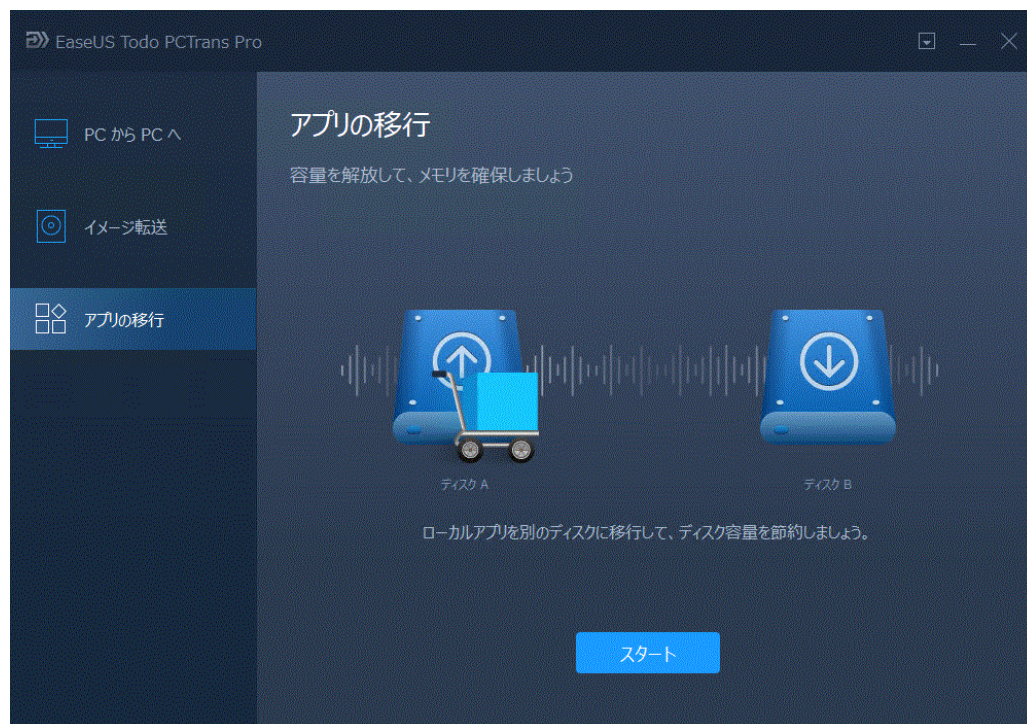 EaseUS Todo PCTrans Pro
PC から PC へ
イメージ転送
アプリの移行
アプリの移行
容量を解放して、メモリを確保しましょう
ディスク A
ディスク B
ローカルアプリを別のディスクに移行して、ディスク容量を節約しましょう。
スタート